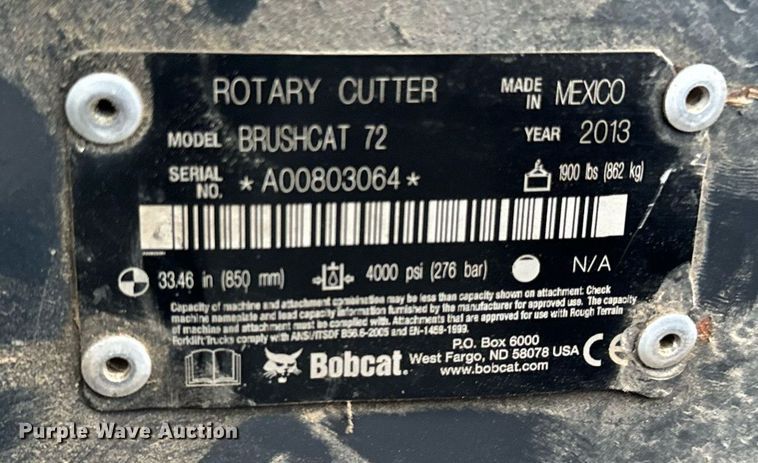 ROTARY CUTTER MADE IN MEXICO
MODEL BRUSHCAT 72 YEAR 2013
SERIAL NO. *A00803064* 1900 lbs (862 kg)
33.46 in (850 mm) 4000 psi (276 bar) N/A
Capacity of machine and attachment combination may be less than capacity shown on attachment. Check
machine nameplate and load capacity information furnished by the manufacturer for approved use. The capacity
of machine and attachment must be complied with. Attachments that are approved for use with Rough Terrain
Forklift Trucks comply with ANSI/ITSDF B56.6-2005 and EN-1459-1999.
P.O. Box 6000
Bobcat. West Fargo, ND 58078 USA CE
www.bobcat.com
Purple Wave Auction